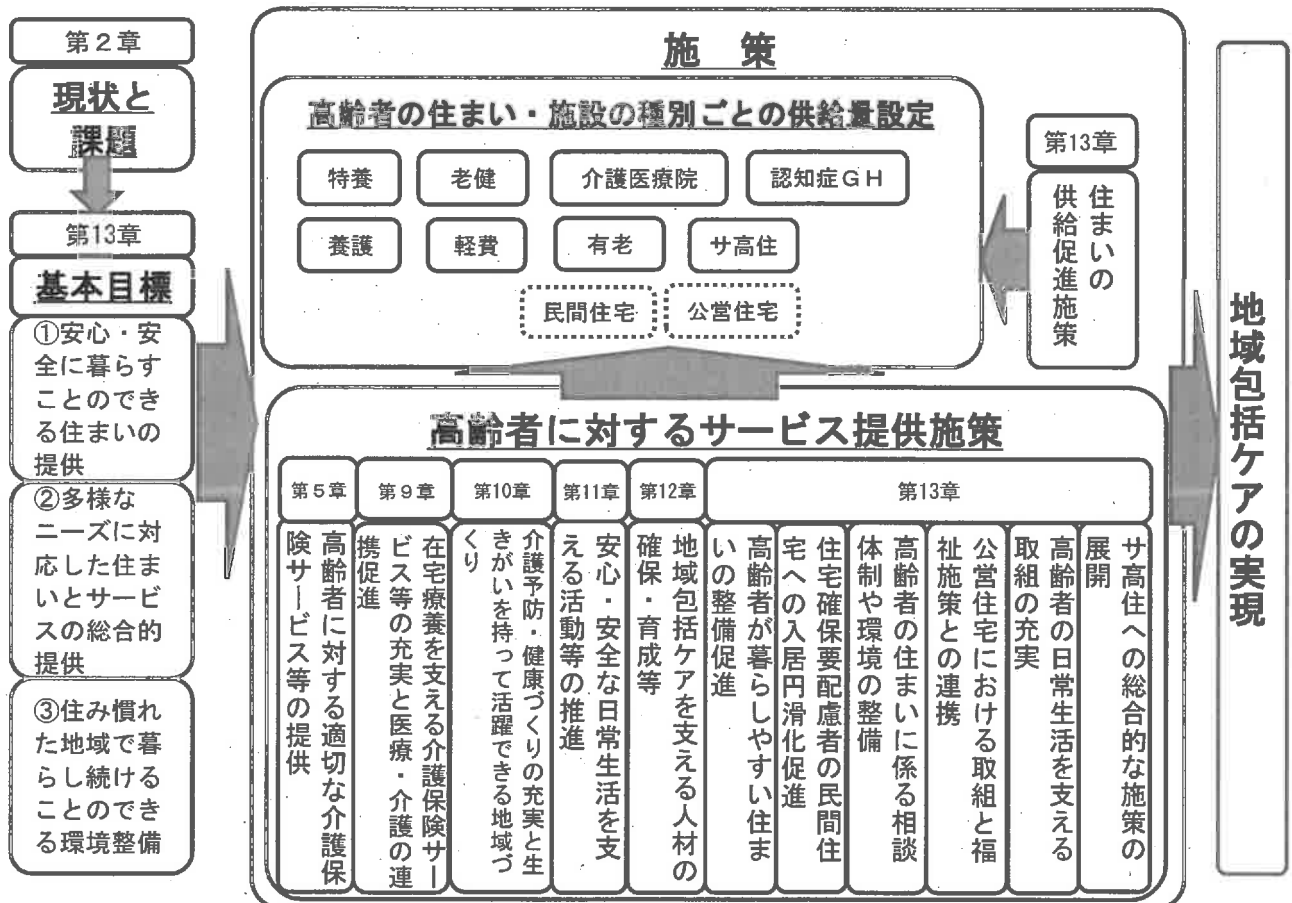 第２章
現状と
課題
第13章
基本目標
①安心・安
全に暮らす
ことのでき
る住まいの
提供
②多様な
ニーズに対
応した住ま
いとサービ
スの総合的
提供
③住み慣れ
た地域で暮
らし続ける
ことのでき
る環境整備
施　策
高齢者の住まい・施設の種別ごとの供給量設定
特養
老健
介護医療院
認知症ＧＨ
養護
軽費
有老
サ高住
民間住宅
公営住宅
第13章
住まいの
供給促進施策
高齢者に対するサービス提供施策
第５章
高齢者に対する適切な介護保
険サービス等の提供
第９章
在宅療養を支える介護保険サー
ビス等の充実と医療・介護の連
携促進
第10章
介護予防・健康づくりの充実と生
きがいを持って活躍できる地域づ
くり
第11章
安心・安全な日常生活を支
える活動等の推進
第12章
地域包括ケアを支える人材の
確保・育成等
第13章
高齢者が暮らしやすい住ま
いの整備促進
住宅確保要配慮者の民間住
宅への入居円滑化促進
高齢者の住まいに係る相談
体制や環境の整備
公営住宅における取組と福
祉施策との連携
高齢者の日常生活を支える
取組の充実
サ高住への総合的な施策の
展開
地域包括ケアの実現